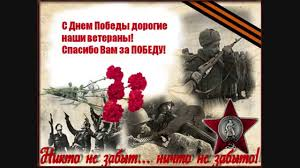 С Днем Победы дорогие
наши ветераны!
Спасибо Вам за ПОБЕДУ!
Никто не забыт... ничто не забыто!